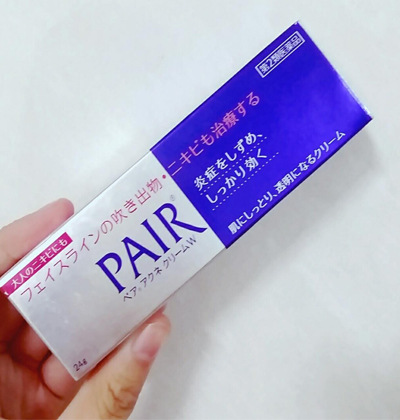 大人のニキビにも
フェイスラインの吹き出物・ニキビも治療する
PAIR®
ペア®アクネクリームW
24g
第2類医薬品
炎症をしずめ、
しっかり効く
肌にしっとり、透明になるクリーム